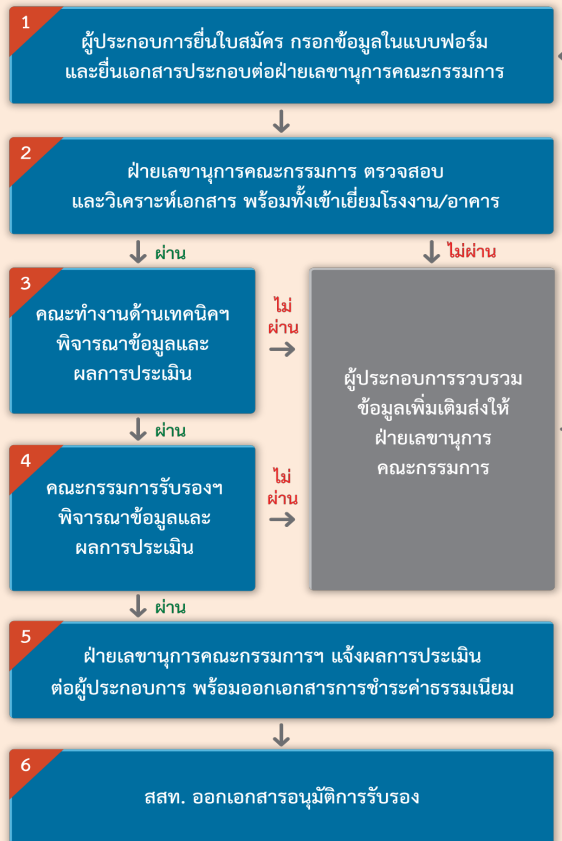 1
ผู้ประกอบการยื่นใบสมัคร กรอกข้อมูลในแบบฟอร์ม
และยื่นเอกสารประกอบต่อฝ่ายเลขานุการคณะกรรมการ
2
ฝ่ายเลขานุการคณะกรรมการ ตรวจสอบ
และวิเคราะห์เอกสาร พร้อมทั้งเข้าเยี่ยมโรงงาน/อาคาร
ผ่าน
ไม่ผ่าน
3
คณะทำงานด้านเทคนิคฯ
พิจารณาข้อมูลและ
ผลการประเมิน
ไม่
ผ่าน
ผู้ประกอบการรวบรวม
ข้อมูลเพิ่มเติมส่งให้
ฝ่ายเลขานุการ
คณะกรรมการ
ผ่าน
4
คณะกรรมการรับรองฯ
พิจารณาข้อมูลและ
ผลการประเมิน
ไม่
ผ่าน
ผ่าน
5
ฝ่ายเลขานุการคณะกรรมการฯ แจ้งผลการประเมิน
ต่อผู้ประกอบการ พร้อมออกเอกสารการชำระค่าธรรมเนียม
6
สสท. ออกเอกสารอนุมัติการรับรอง